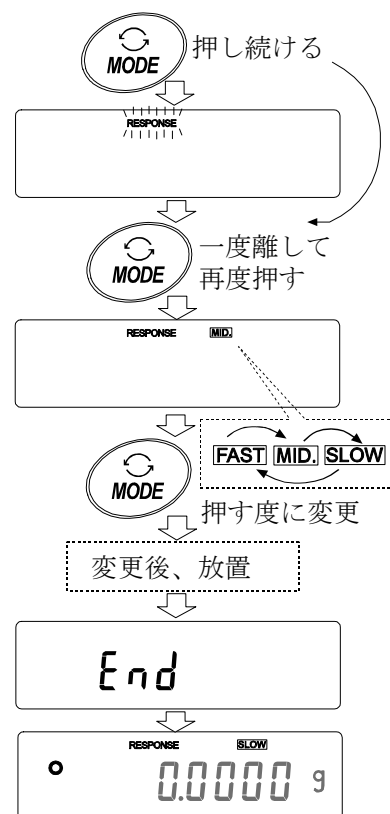 MODE
押し続ける
RESPONSE
MODE
一度離して
再度押す
RESPONSE MID.
FAST MID. SLOW
MODE
押す度に変更
変更後、放置
End
RESPONSE SLOW
0.0000 g